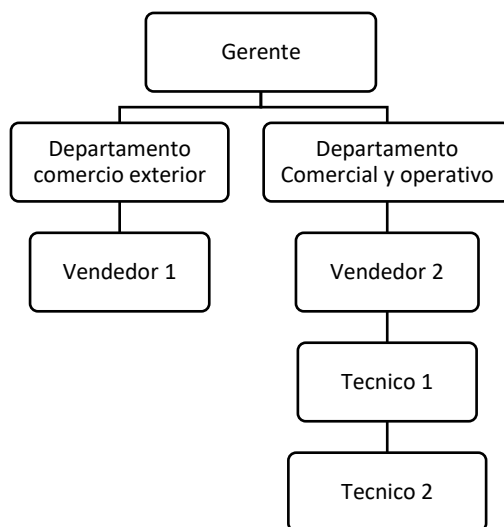 Gerente
Departamento
comercio exterior
Departamento
Comercial y operativo
Vendedor 1
Vendedor 2
Tecnico 1
Tecnico 2